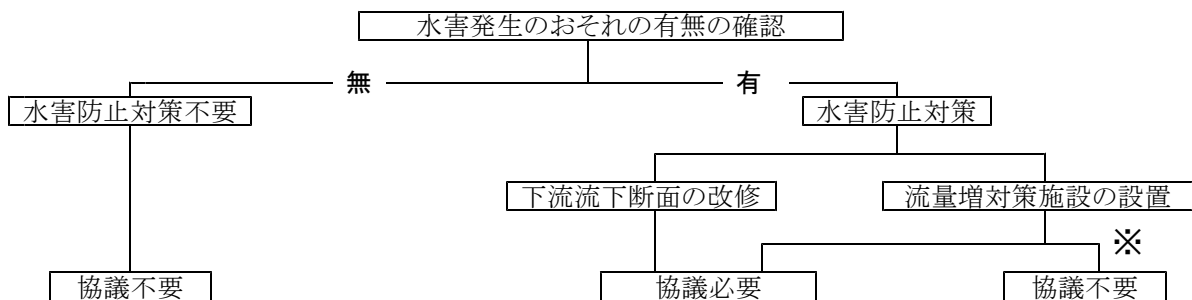 水害発生のおそれの有無の確認
無
有
水害防止対策不要
水害防止対策
下流流下断面の改修
流量増対策施設の設置
※
協議不要
協議必要
協議不要